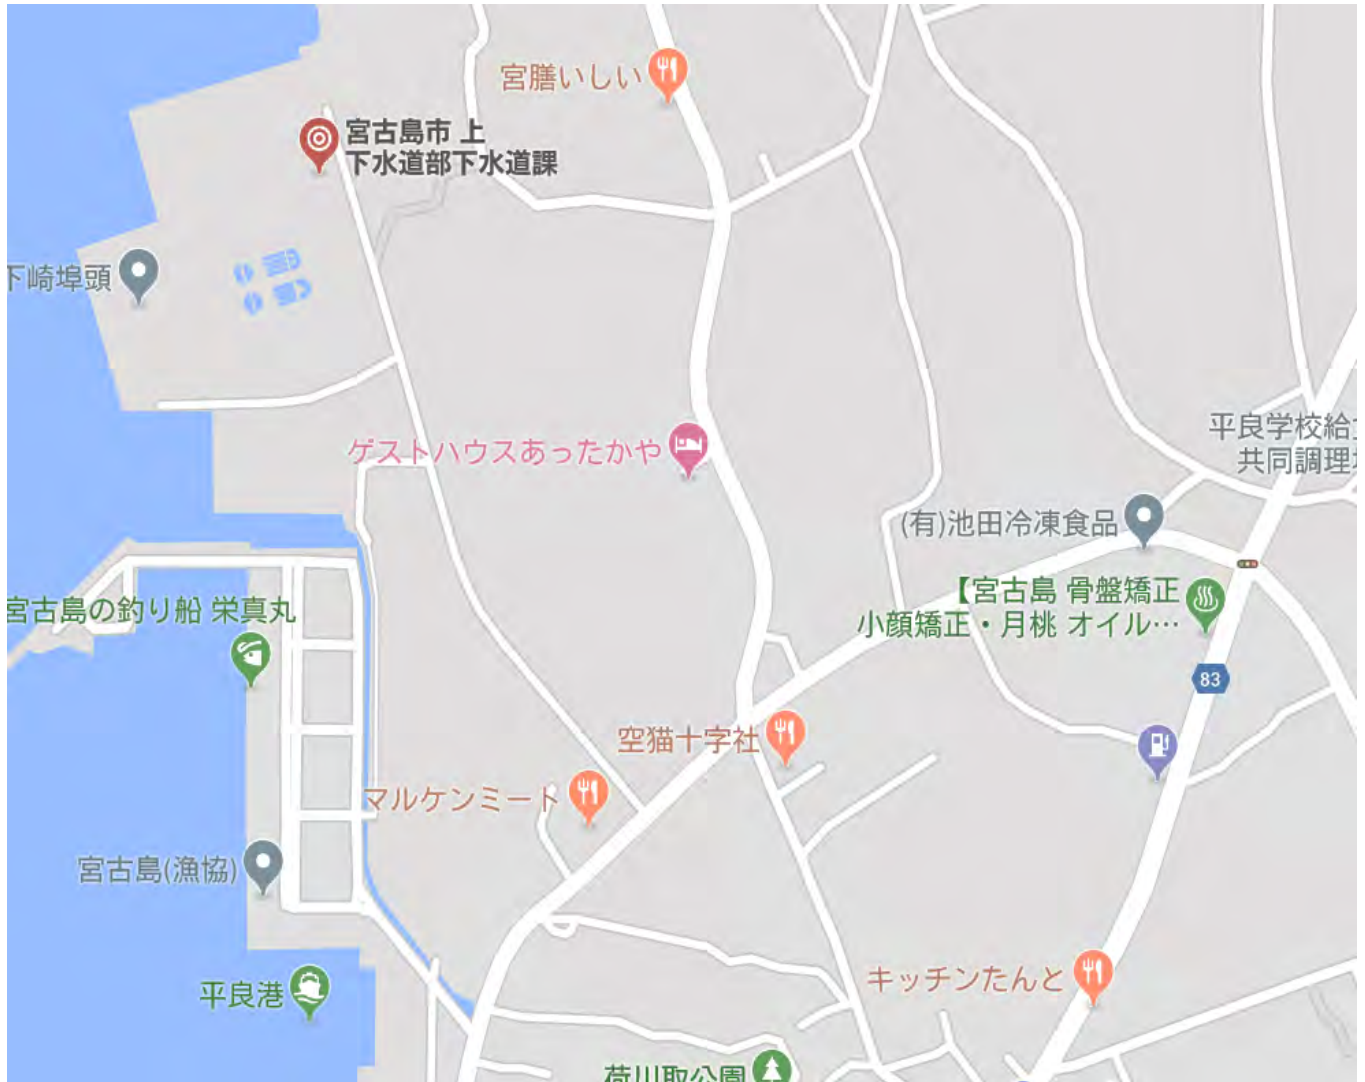 宮膳いしい
宮古島市 上
下水道部下水道課
下崎埠頭
ゲストハウスあったかや
平良学校給
共同調理
(有)池田冷凍食品
【宮古島 骨盤矯正
小顔矯正・月桃 オイル…
宮古島の釣り船 栄真丸
83
空猫十字社
マルケンミート
宮古島(漁協)
キッチンたんと
平良港
荷川取公園